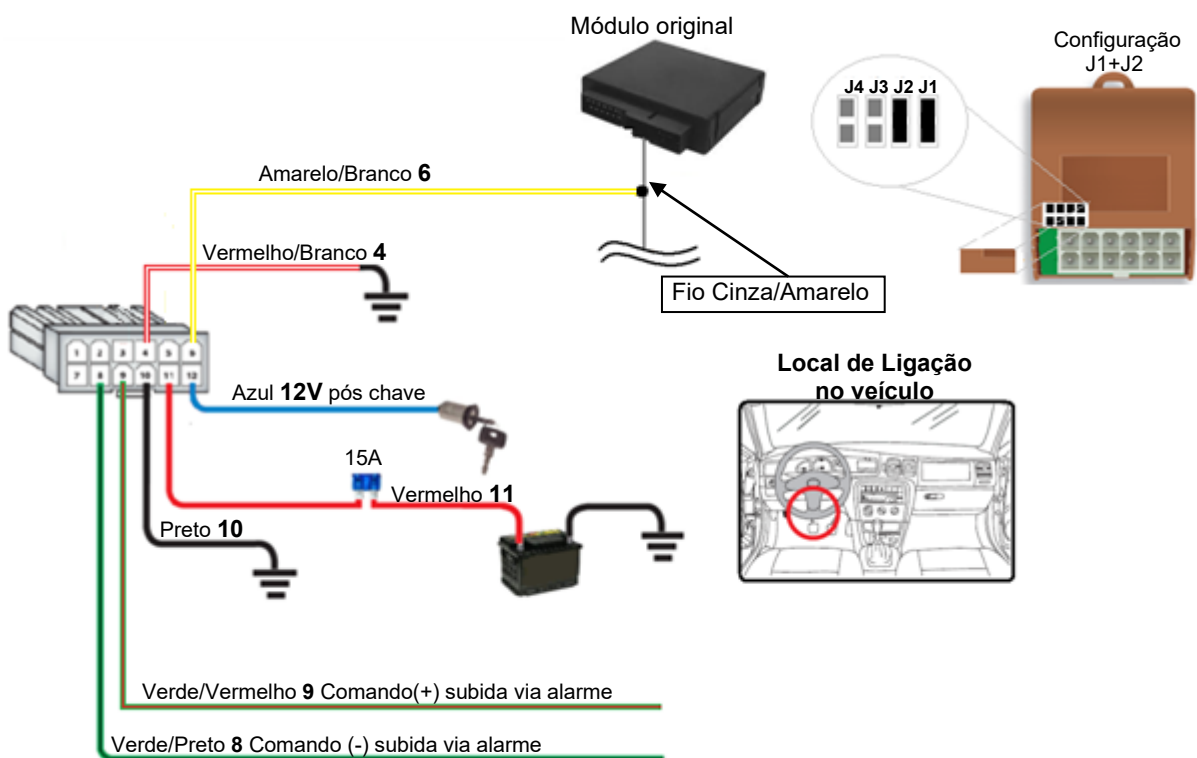 Módulo original
Configuração
J1+J2
J4 J3 J2 J1
Amarelo/Branco 6
Vermelho/Branco 4
Fio Cinza/Amarelo
1 2 3 4 5 6
7 8 9 10 11 12
Local de Ligação
no veículo
Azul 12V pós chave
15A
Vermelho 11
Preto 10
Verde/Vermelho 9 Comando(+) subida via alarme
Verde/Preto 8 Comando (-) subida via alarme